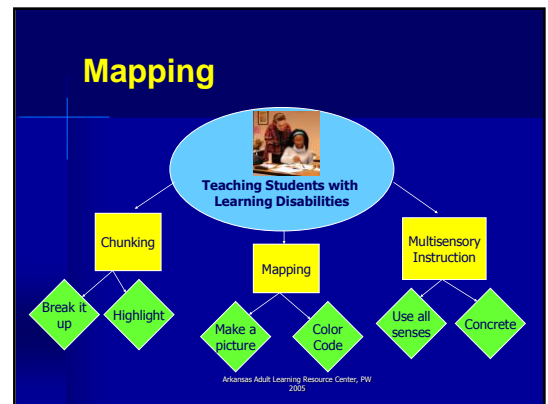 Mapping
Teaching Students with
Learning Disabilities
Chunking
Mapping
Multisensory
Instruction
Break it
up
Highlight
Make a
picture
Color
Code
Use all
senses
Concrete
Arkansas Adult Learning Resource Center, PW
2005